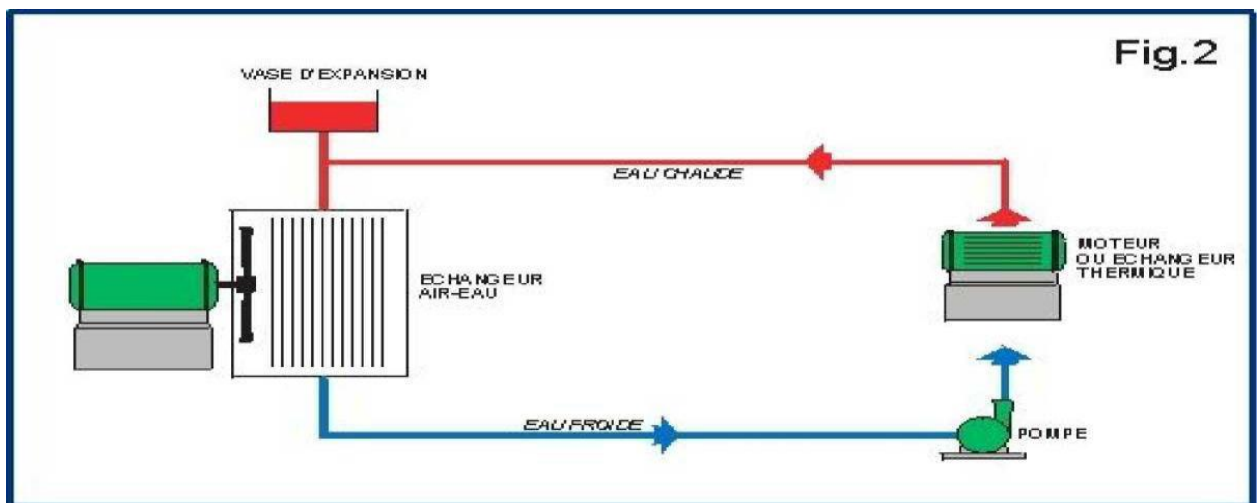 Fig.2
VASE D'EXPANSION
EAU CHAUDE
MOTEUR
OU ECHANGEUR
THERMIQUE
ECHANGEUR
AIR-EAU
EAU FROIDE
POMPE